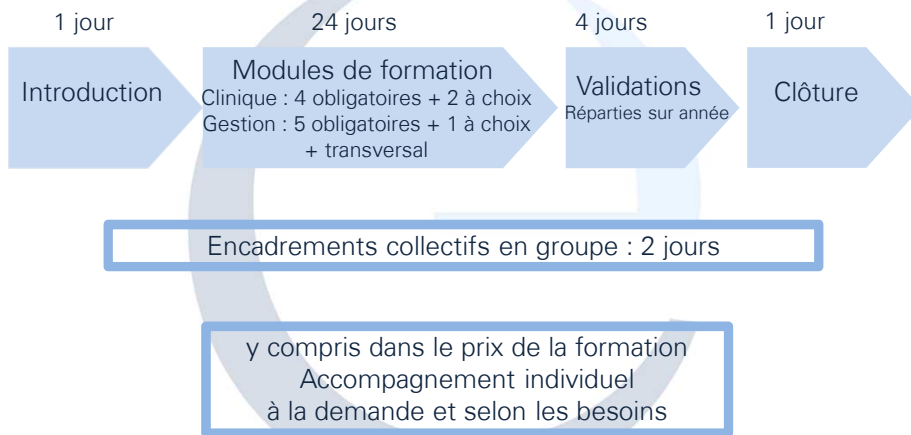 1 jour
24 jours
4 jours
1 jour
Introduction
Modules de formation
Clinique : 4 obligatoires + 2 à choix
Gestion : 5 obligatoires + 1 à choix
+ transversal
Validations
Réparties sur année
Clôture
Encadrements collectifs en groupe : 2 jours
y compris dans le prix de la formation
Accompagnement individuel
à la demande et selon les besoins